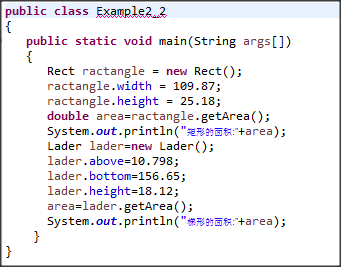 public class Example2_2
{
public static void main(String args[])
{
Rect ractangle = new Rect();
ractangle.width = 109.87;
ractangle.height = 25.18;
double area=ractangle.getArea();
System.out.println("矩形的面积:"+area);
Lader lader=new Lader();
lader.above=10.798;
lader.bottom=156.65;
lader.height=18.12;
area=lader.getArea();
System.out.println("梯形的面积:"+area);
}
}